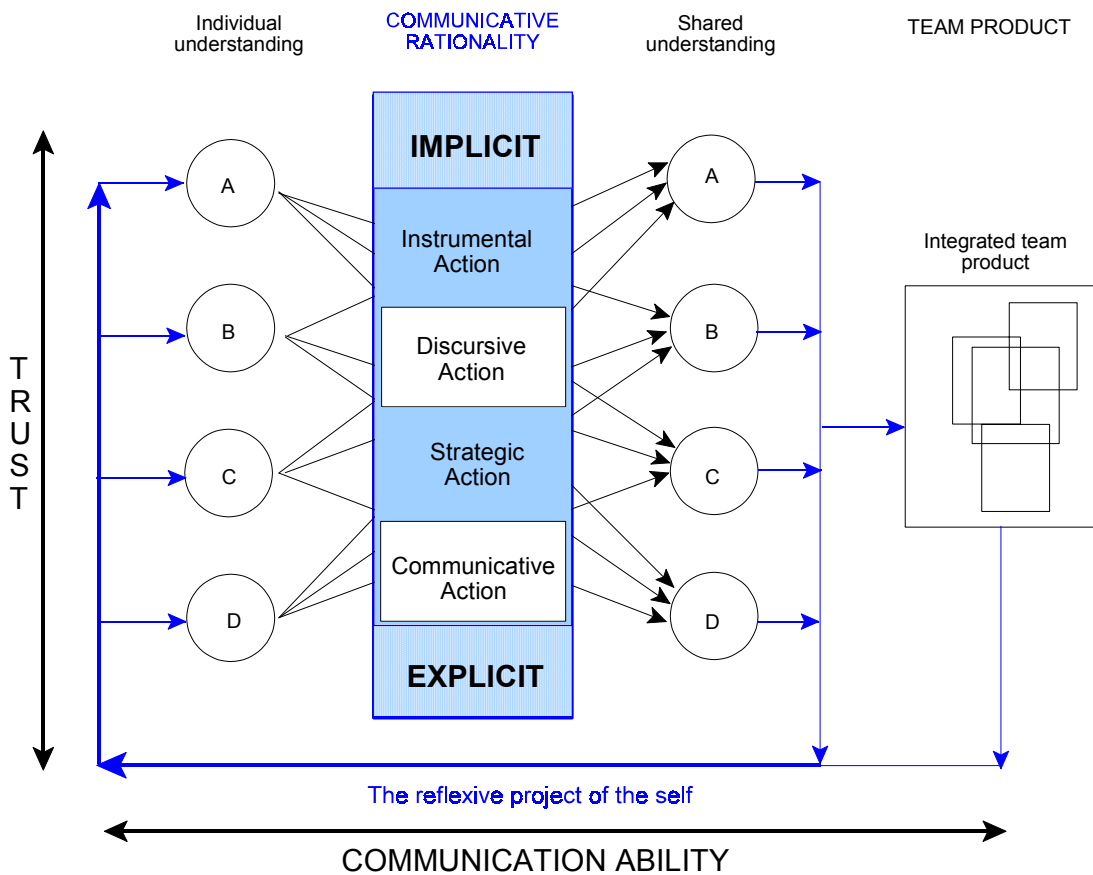 Individual
understanding
COMMUNICATIVE
RATIONALITY
Shared
understanding
TEAM PRODUCT
IMPLICIT
A
A
Instrumental
Action
Integrated team
product
B
Discursive
Action
B
TRUST
C
Strategic
Action
C
Communicative
Action
D
D
EXPLICIT
The reflexive project of the self
COMMUNICATION ABILITY